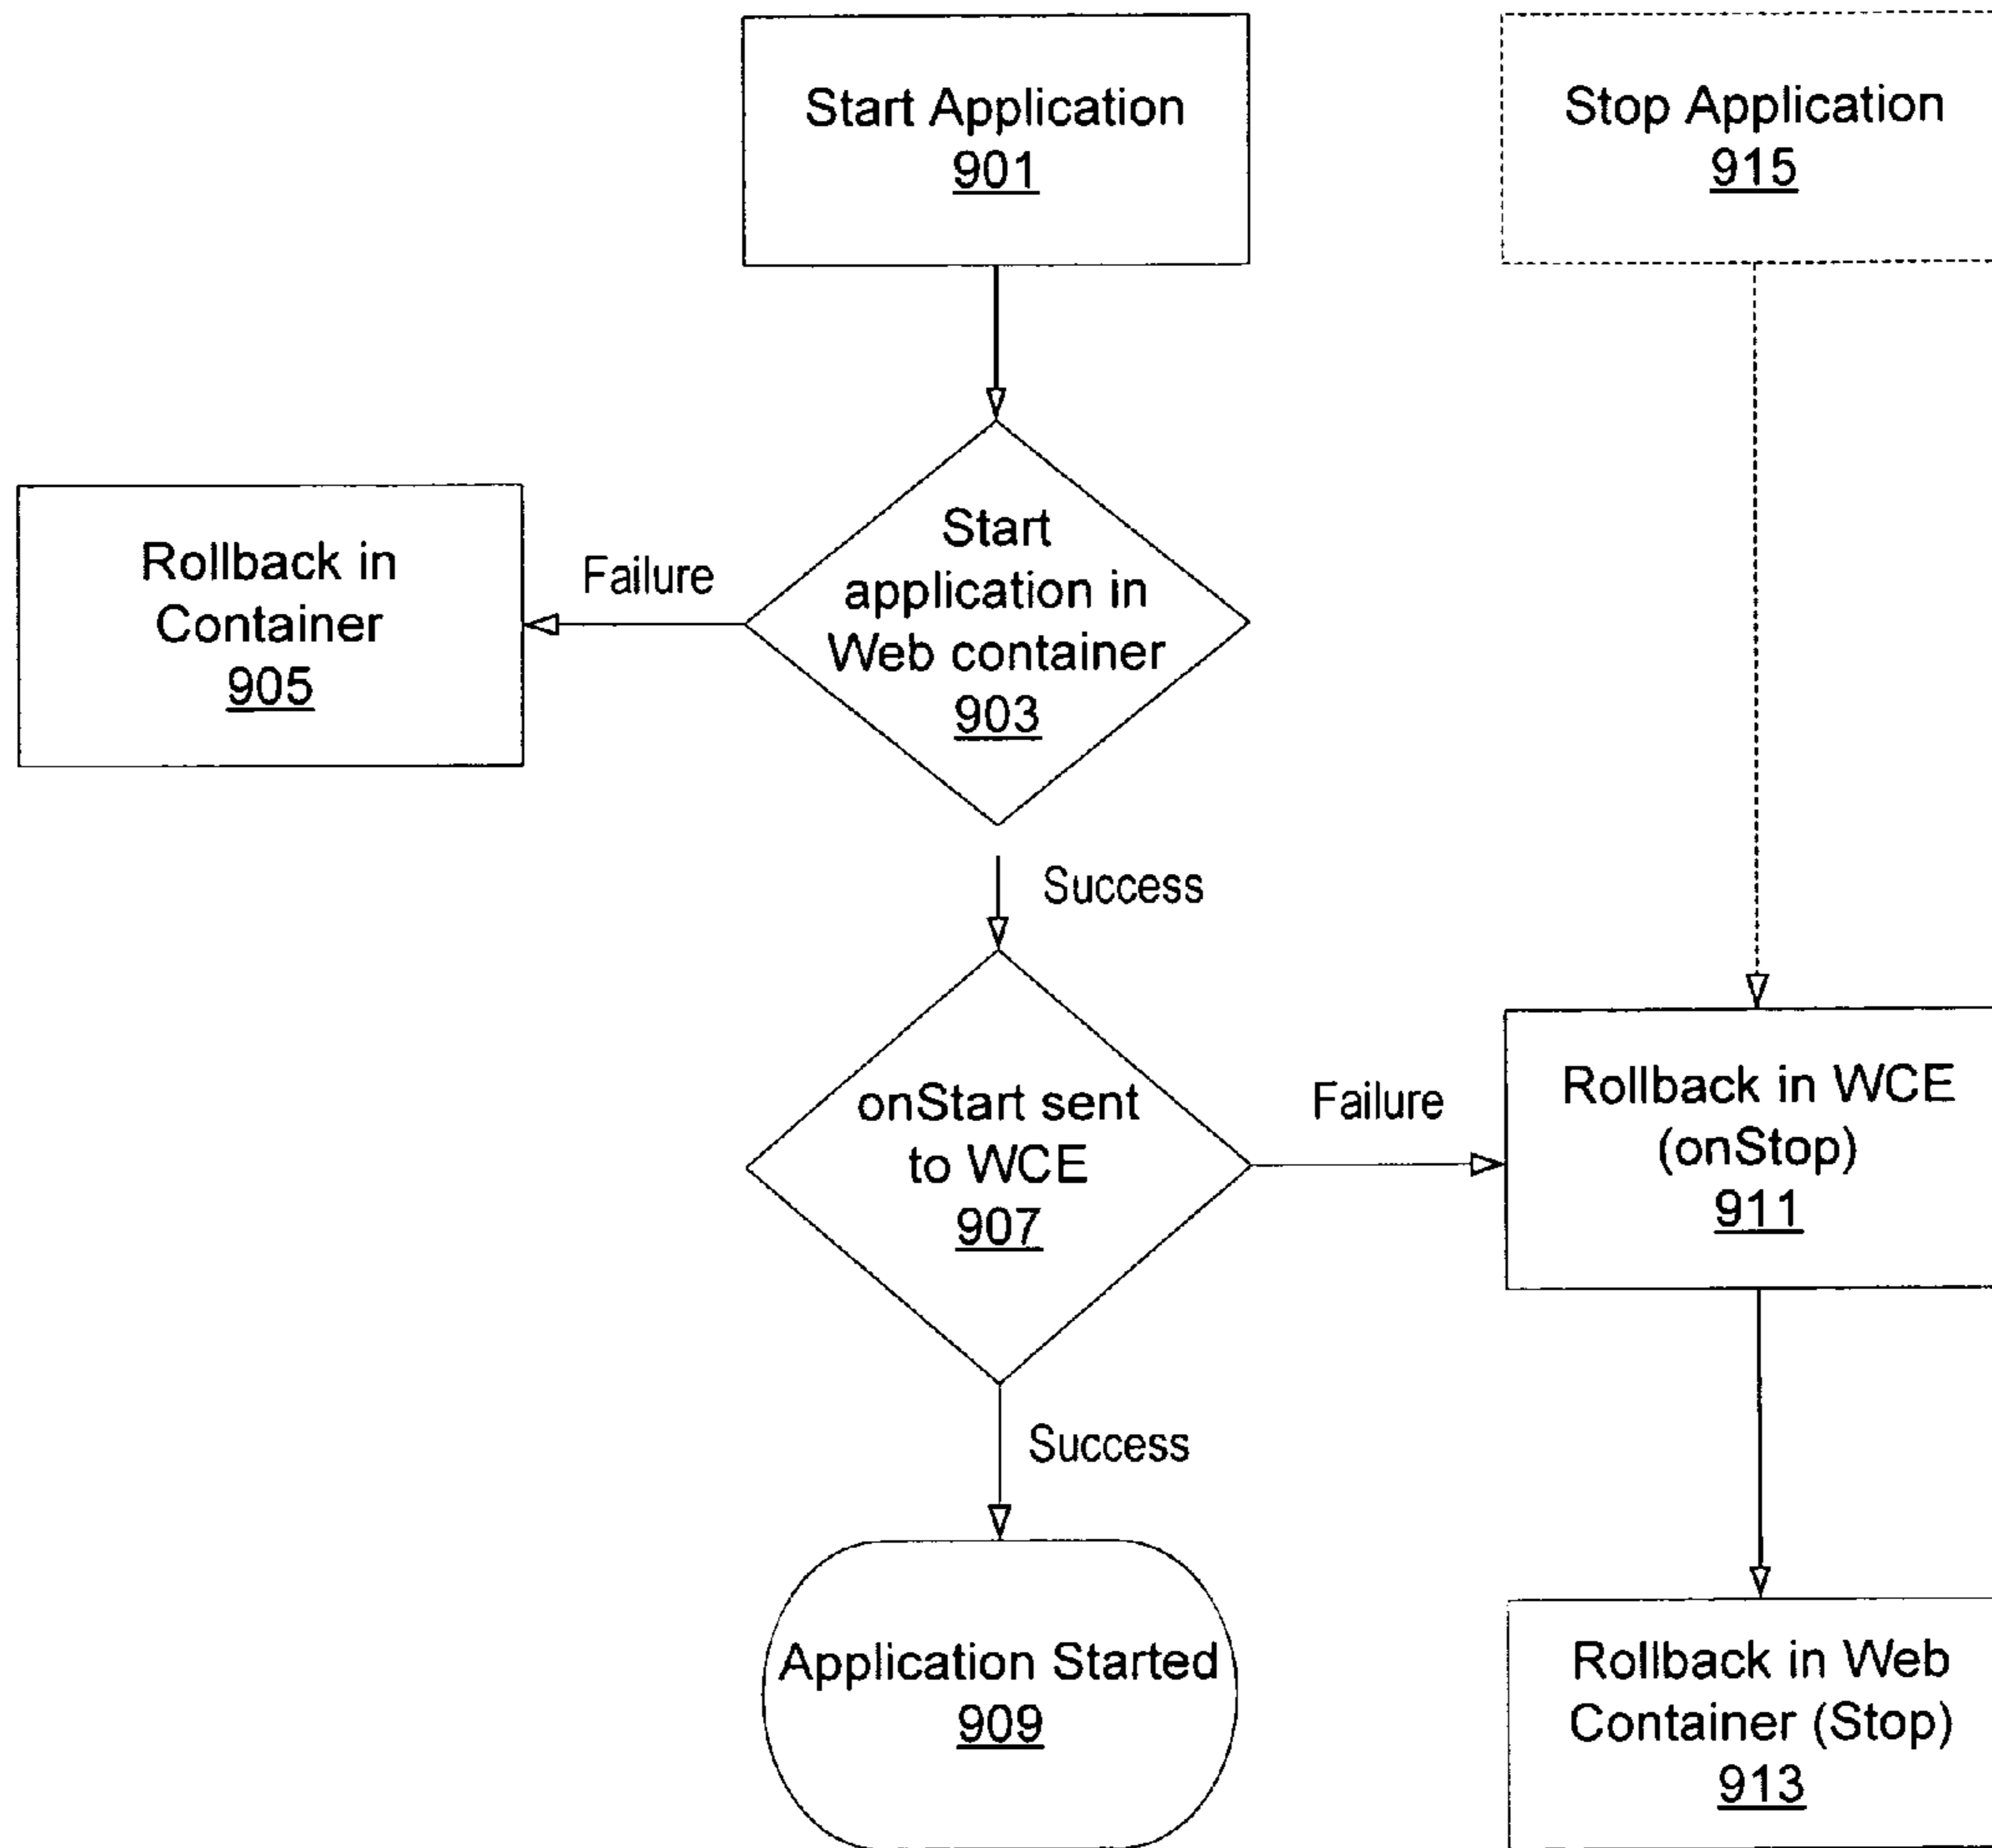 Start Application
901
Stop Application
915
Start
application in
Web container
903
Failure
Rollback in
Container
905
Success
onStart sent
to WCE
907
Failure
Rollback in WCE
(onStop)
911
Success
Application Started
909
Rollback in Web
Container (Stop)
913